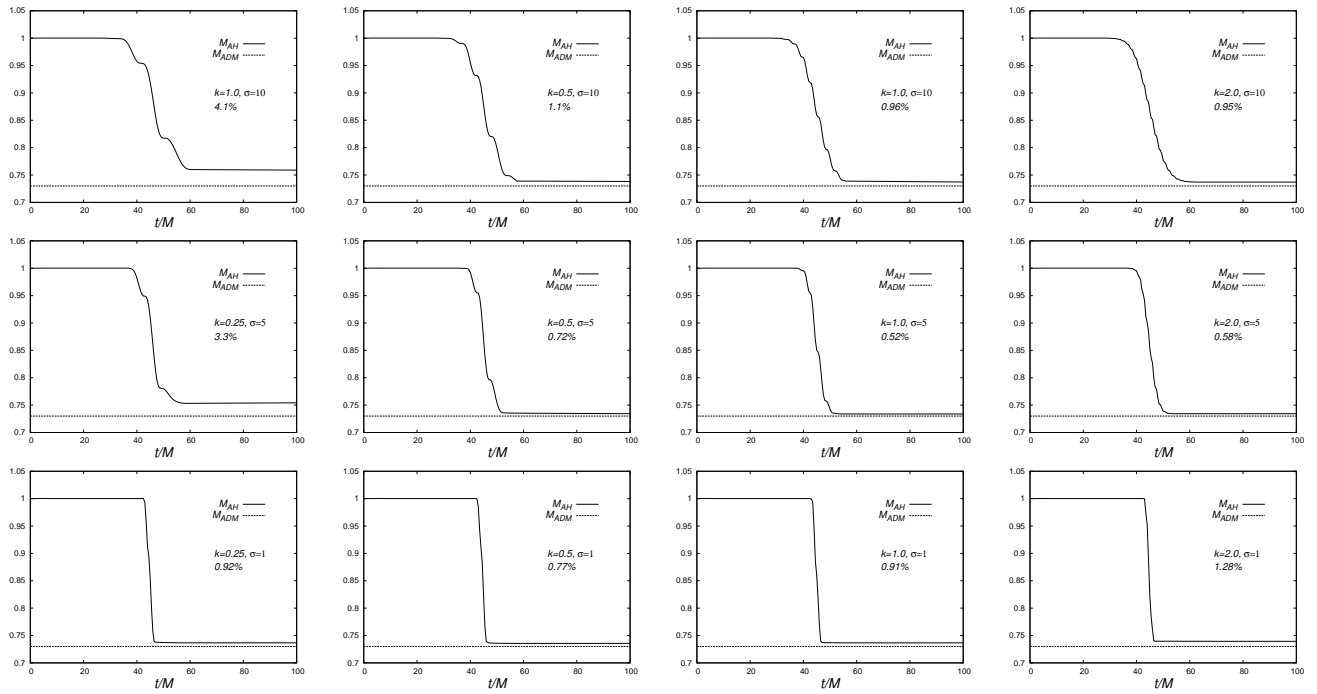 1.05
1
0.95
0.9
0.85
0.8
0.75
0.7
0 20 40 60 80 100
t/M
M_AH
M_ADM
k=1.0, σ=10
4.1%
1.05
1
0.95
0.9
0.85
0.8
0.75
0.7
0 20 40 60 80 100
t/M
M_AH
M_ADM
k=0.5, σ=10
1.1%
1.05
1
0.95
0.9
0.85
0.8
0.75
0.7
0 20 40 60 80 100
t/M
M_AH
M_ADM
k=1.0, σ=10
0.96%
1.05
1
0.95
0.9
0.85
0.8
0.75
0.7
0 20 40 60 80 100
t/M
M_AH
M_ADM
k=2.0, σ=10
0.95%
1.05
1
0.95
0.9
0.85
0.8
0.75
0.7
0 20 40 60 80 100
t/M
M_AH
M_ADM
k=0.25, σ=5
3.3%
1.05
1
0.95
0.9
0.85
0.8
0.75
0.7
0 20 40 60 80 100
t/M
M_AH
M_ADM
k=0.5, σ=5
0.72%
1.05
1
0.95
0.9
0.85
0.8
0.75
0.7
0 20 40 60 80 100
t/M
M_AH
M_ADM
k=1.0, σ=5
0.52%
1.05
1
0.95
0.9
0.85
0.8
0.75
0.7
0 20 40 60 80 100
t/M
M_AH
M_ADM
k=2.0, σ=5
0.58%
1.05
1
0.95
0.9
0.85
0.8
0.75
0.7
0 20 40 60 80 100
t/M
M_AH
M_ADM
k=0.25, σ=1
0.92%
1.05
1
0.95
0.9
0.85
0.8
0.75
0.7
0 20 40 60 80 100
t/M
M_AH
M_ADM
k=0.5, σ=1
0.77%
1.05
1
0.95
0.9
0.85
0.8
0.75
0.7
0 20 40 60 80 100
t/M
M_AH
M_ADM
k=1.0, σ=1
0.91%
1.05
1
0.95
0.9
0.85
0.8
0.75
0.7
0 20 40 60 80 100
t/M
M_AH
M_ADM
k=2.0, σ=1
1.28%